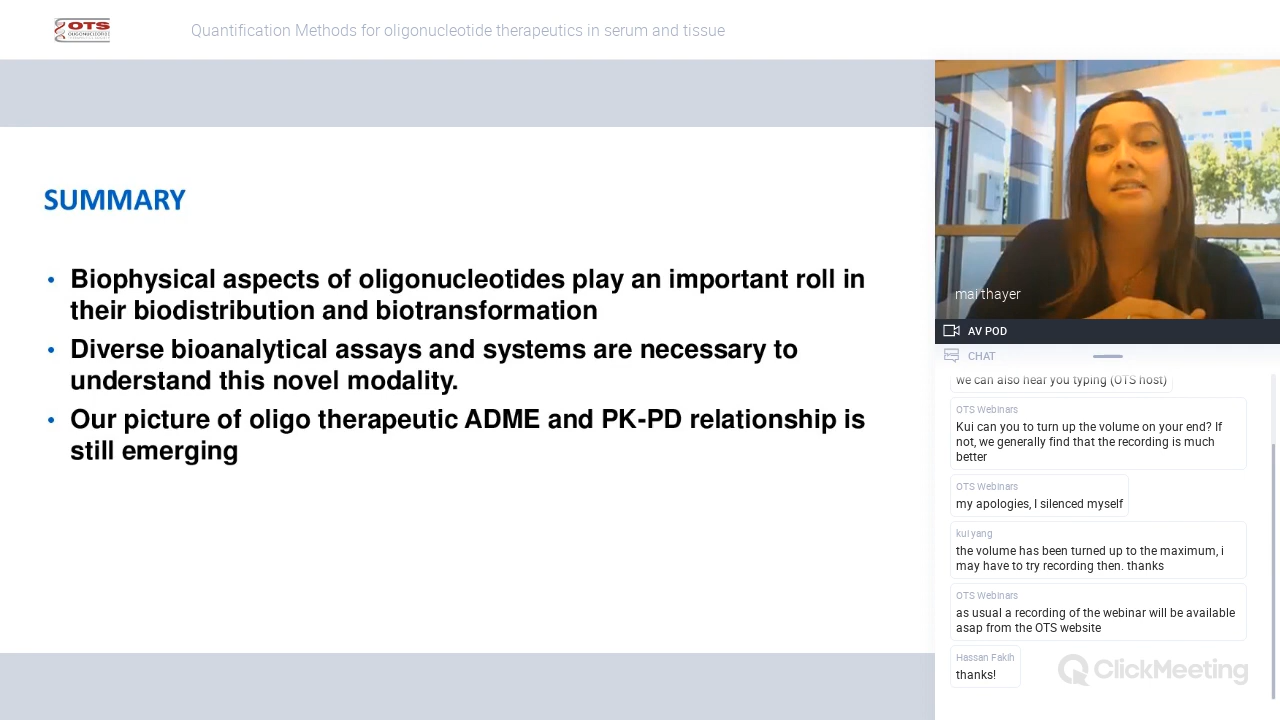 OTS
OLIGONUCLEOTIDE
Quantification Methods for oligonucleotide therapeutics in serum and tissue
SUMMARY
• Biophysical aspects of oligonucleotides play an important roll in
their biodistribution and biotransformation
• Diverse bioanalytical assays and systems are necessary to
understand this novel modality.
• Our picture of oligo therapeutic ADME and PK-PD relationship is
still emerging
mai thayer
AV POD
CHAT
we can also hear you typing (OTS host)
OTS Webinars
Kui can you to turn up the volume on your end? If
not, we generally find that the recording is much
better
OTS Webinars
my apologies, I silenced myself
kui yang
the volume has been turned up to the maximum, i
may have to try recording then. thanks
OTS Webinars
as usual a recording of the webinar will be available
asap from the OTS website
Hassan Fakih
thanks!
ClickMeeting